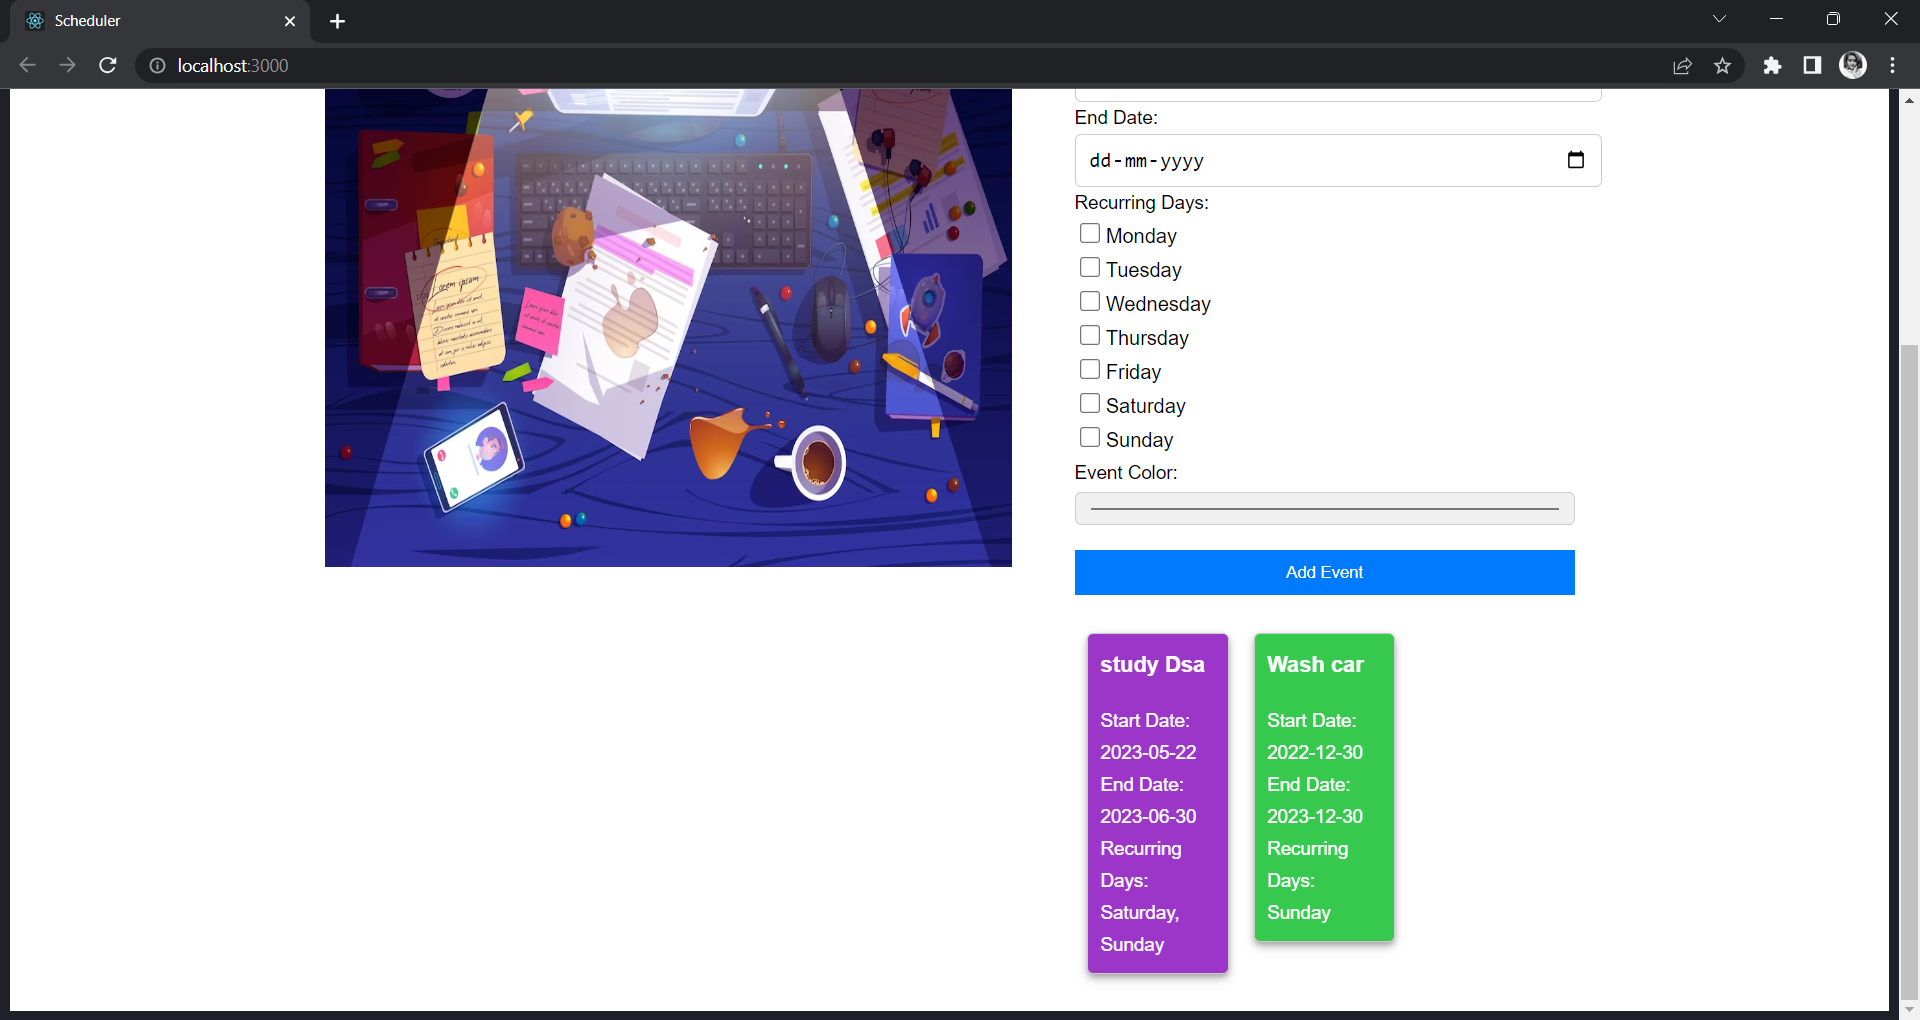 Scheduler
localhost:3000
Lorem ipsum
End Date:
dd-mm-yyyy
Recurring Days:
Monday
Tuesday
Wednesday
Thursday
Friday
Saturday
Sunday
Event Color:
Add Event
study Dsa
Start Date:
2023-05-22
End Date:
2023-06-30
Recurring
Days:
Saturday,
Sunday
Wash car
Start Date:
2022-12-30
End Date:
2023-12-30
Recurring
Days:
Sunday